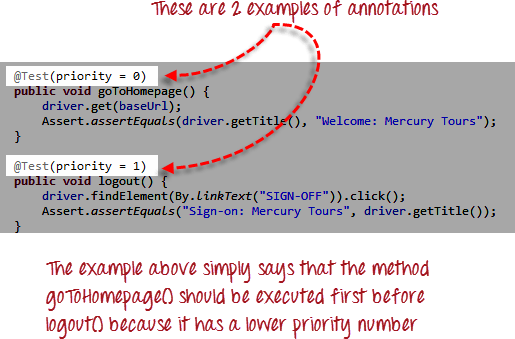 These are 2 examples of annotations
@Test(priority = 0)
public void goToHomepage() {
driver.get(baseUrl);
Assert.assertEquals(driver.getTitle(), "Welcome: Mercury Tours");
}
@Test(priority = 1)
public void logout() {
driver.findElement(By.linkText("SIGN-OFF")).click();
Assert.assertEquals("Sign-on: Mercury Tours", driver.getTitle());
}
The example above simply says that the method
goToHomepage() should be executed first before
logout() because it has a lower priority number